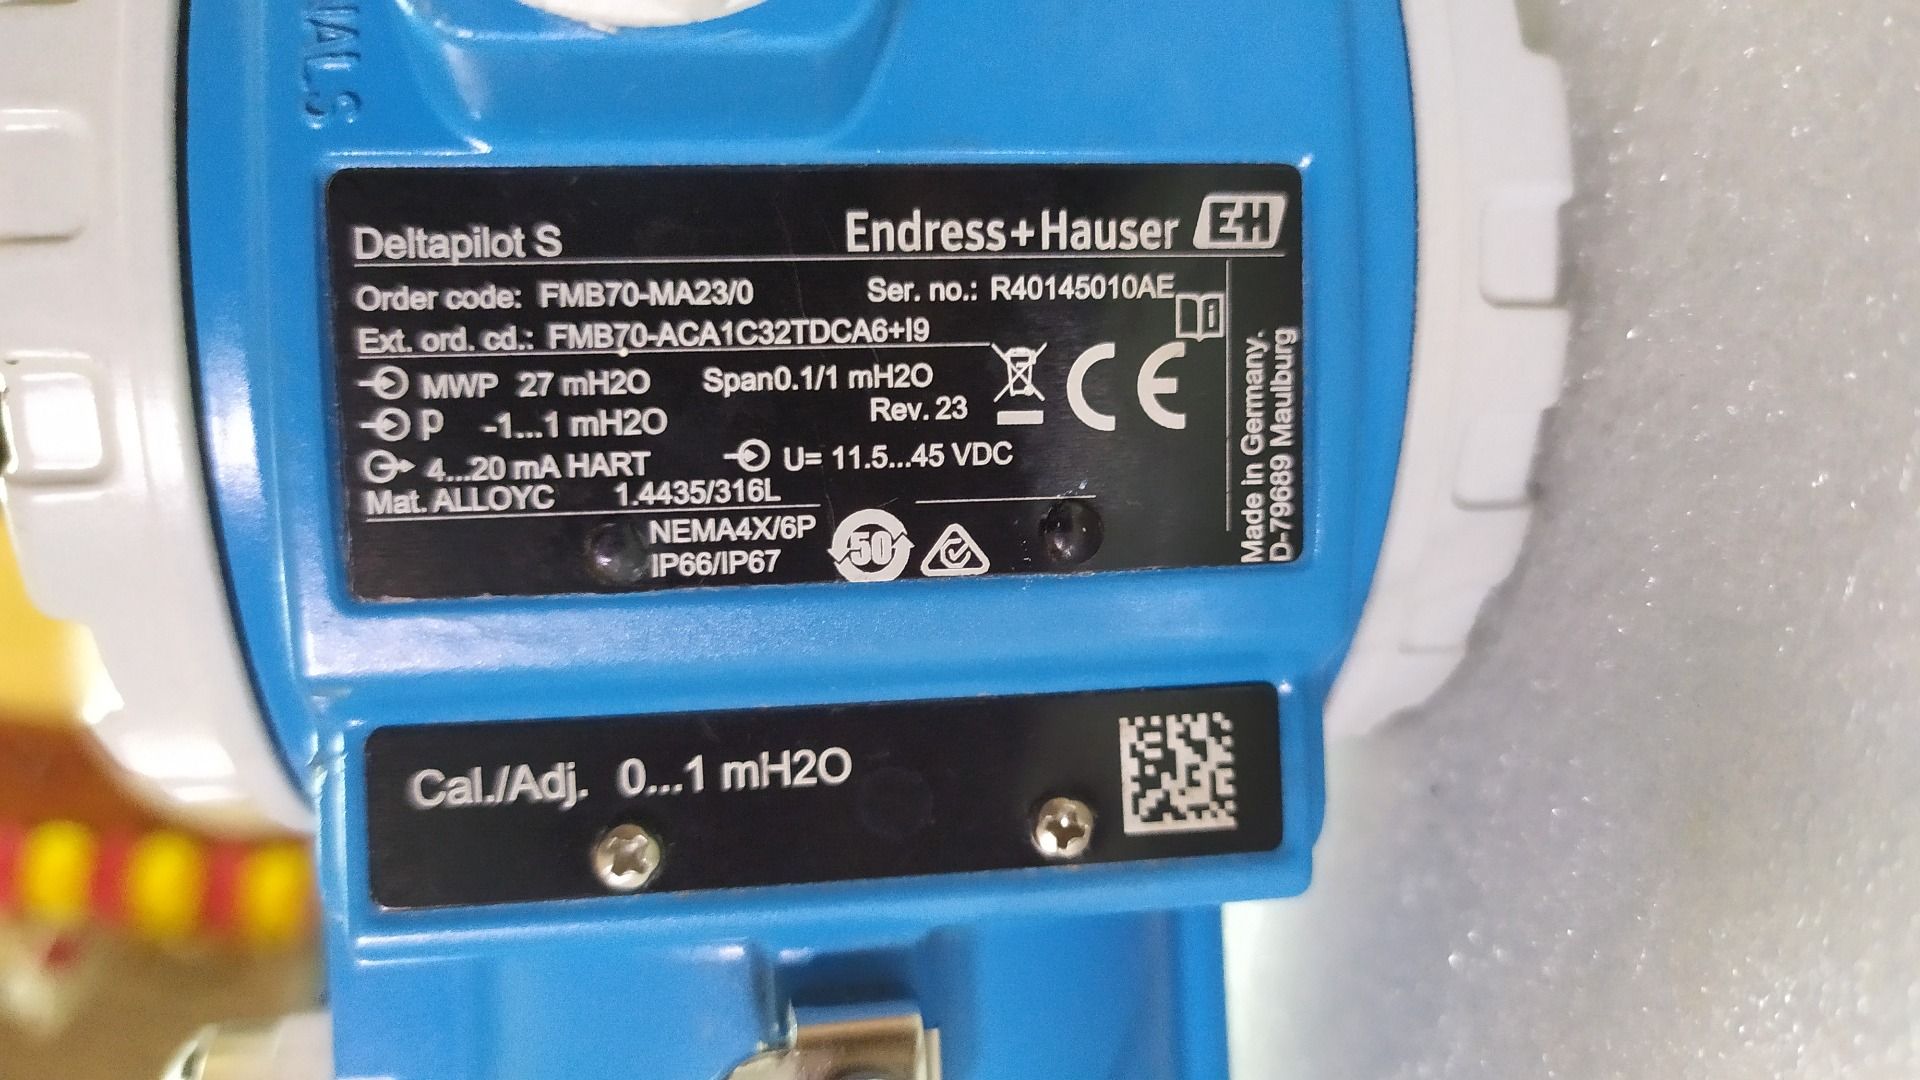 IALS
Deltapilot S
Endress+Hauser EH
Order code: FMB70-MA23/0
Ser. no.: R40145010AE
Ext. ord. cd.: FMB70-ACA1C32TDCA6+I9
MWP 27 mH2O
Span0.1/1 mH2O
p -1...1 mH2O
Rev. 23
4...20 mA HART
U= 11.5...45 VDC
Mat. ALLOYC 1.4435/316L
NEMA4X/6P
IP66/IP67
50
CE
i
Made in Germany.
D-79689 Maulburg
Cal./Adj. 0...1 mH2O